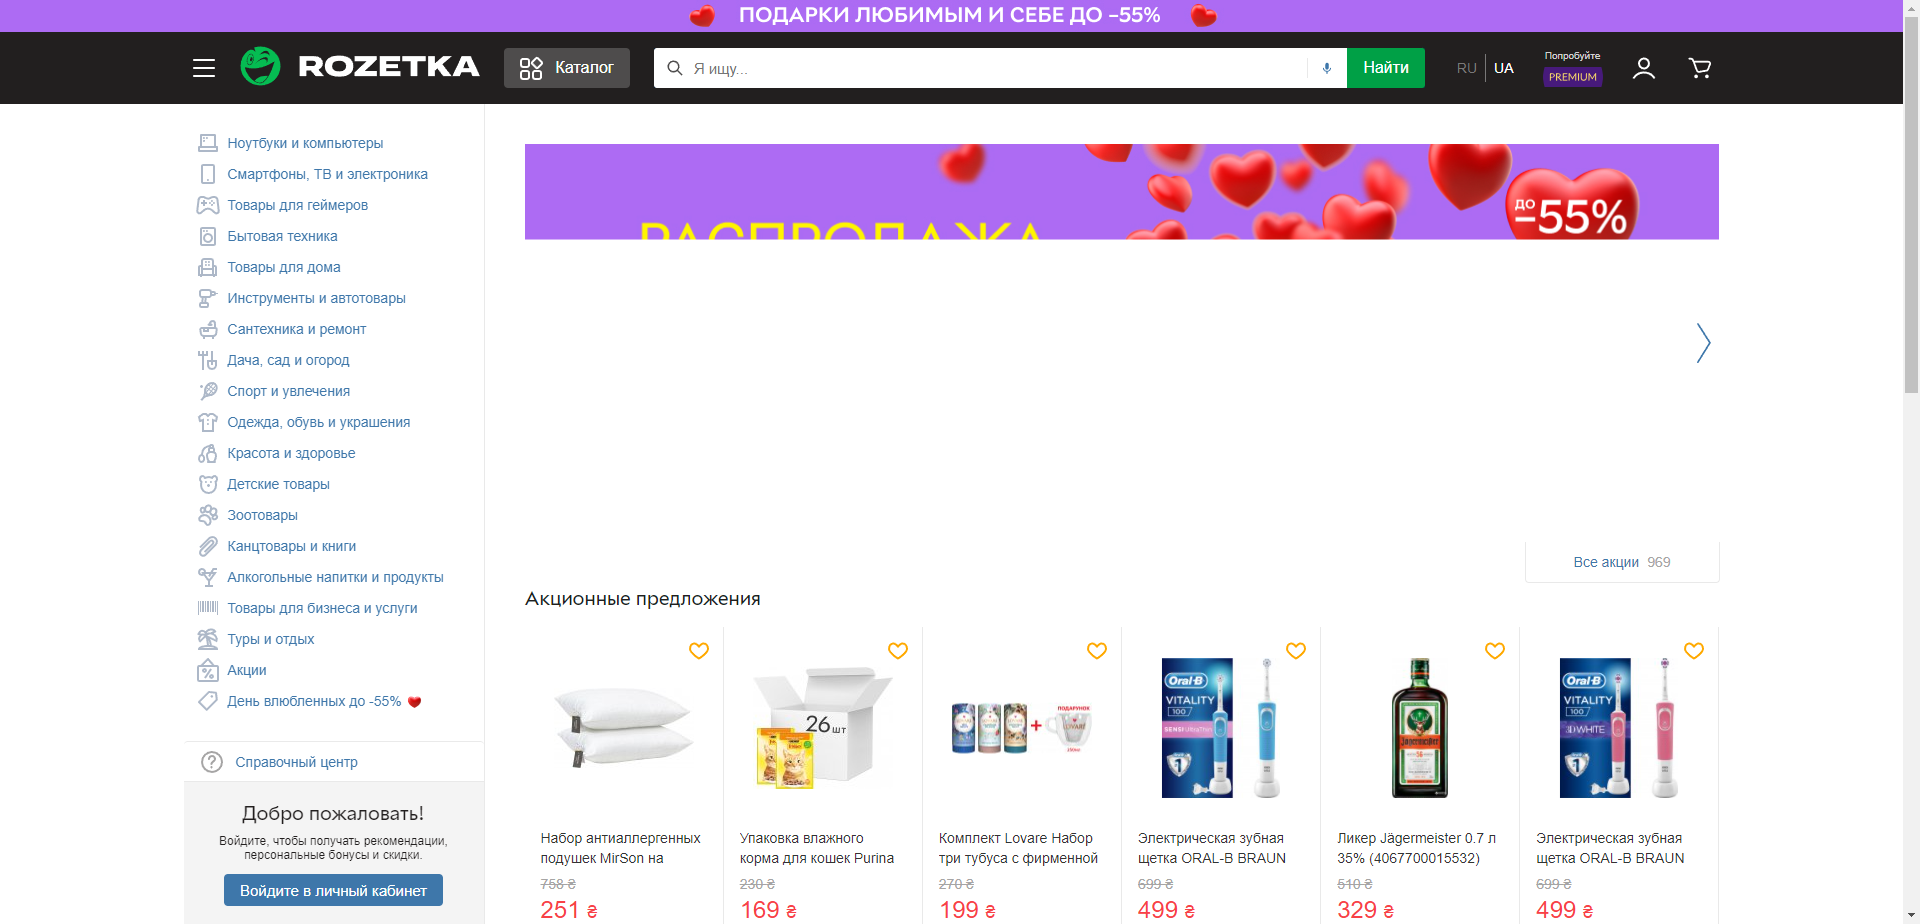 ПОДАРКИ ЛЮБИМЫМ И СЕБЕ ДО –55%
ROZETKA
Каталог
Я ищу...
Найти
RU UA
Попробуйте
PREMIUM
Ноутбуки и компьютеры
Смартфоны, ТВ и электроника
Товары для геймеров
Бытовая техника
Товары для дома
Инструменты и автотовары
Сантехника и ремонт
Дача, сад и огород
Спорт и увлечения
Одежда, обувь и украшения
Красота и здоровье
Детские товары
Зоотовары
Канцтовары и книги
Алкогольные напитки и продукты
Товары для бизнеса и услуги
Туры и отдых
Акции
День влюбленных до -55%
Справочный центр
Добро пожаловать!
Войдите, чтобы получать рекомендации,
персональные бонусы и скидки.
Войдите в личный кабинет
РАСПРОДАЖА
ДО
–55%
Все акции 969
Акционные предложения
Набор антиаллергенных
подушек MirSon на
758 ₴
251 ₴
26 шт
Упаковка влажного
корма для кошек Purina
230 ₴
169 ₴
ПОДАРУНОК
LOVARE
Комплект Lovare Набор
три тубуса с фирменной
270 ₴
199 ₴
Oral-B
VITALITY
100
SENSI UltraThin
Электрическая зубная
щетка ORAL-B BRAUN
699 ₴
499 ₴
Jägermeister
Ликер Jägermeister 0.7 л
35% (4067700015532)
510 ₴
329 ₴
Oral-B
VITALITY
100
3D WHITE
Электрическая зубная
щетка ORAL-B BRAUN
699 ₴
499 ₴